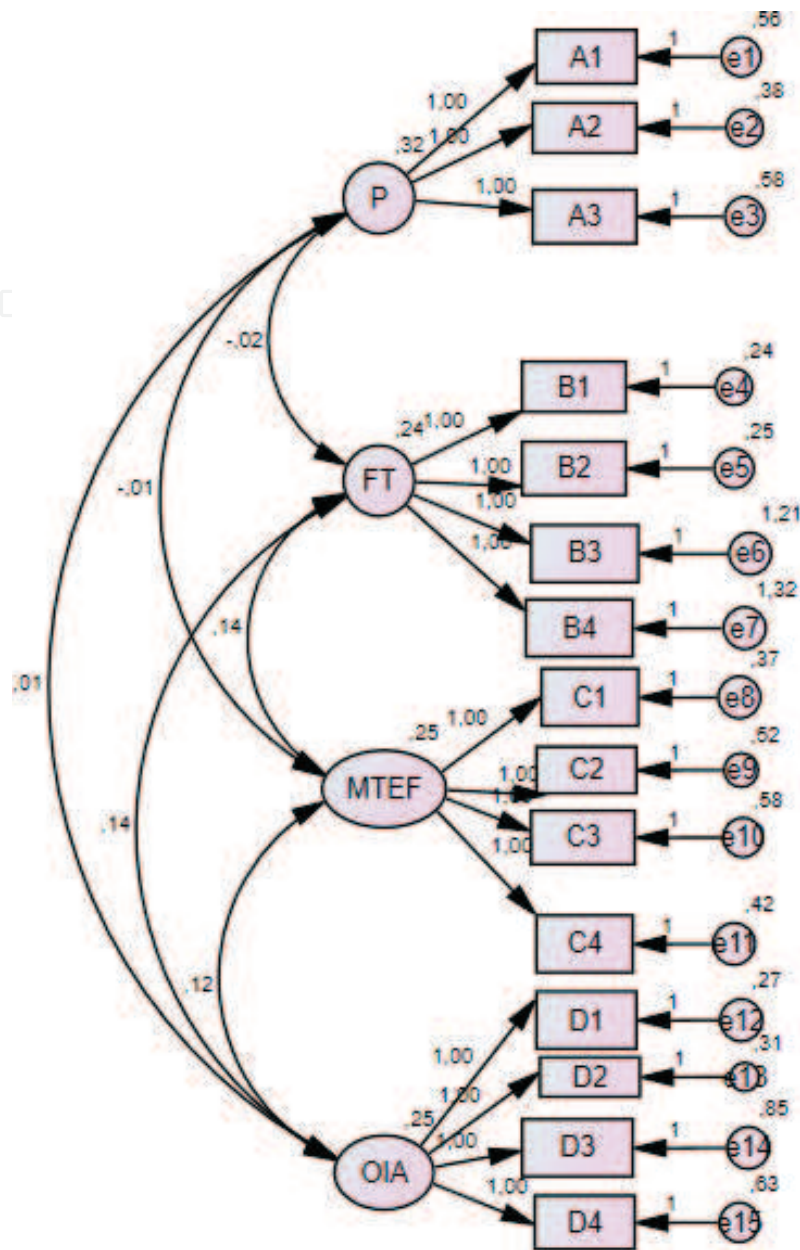 ,56
1
A1
e1
1,00
,38
1
A2
e2
,32
1,00
P
,58
1,00
1
A3
e3
-,02
,24
1
B1
e4
,24
1,00
,25
1
B2
e5
1,00
FT
-,01
1,00
1,21
1
B3
e6
1,00
1,32
1
B4
e7
,14
,37
1
C1
e8
,01
,25
1,00
,52
1
C2
e9
1,00
MTEF
,58
1
C3
e10
,14
1,00
,42
1
C4
e11
,12
,27
1
D1
e12
1,00
,31
1
D2
e13
1,00
,25
,85
1
D3
e14
1,00
OIA
1,00
,63
1
D4
e15